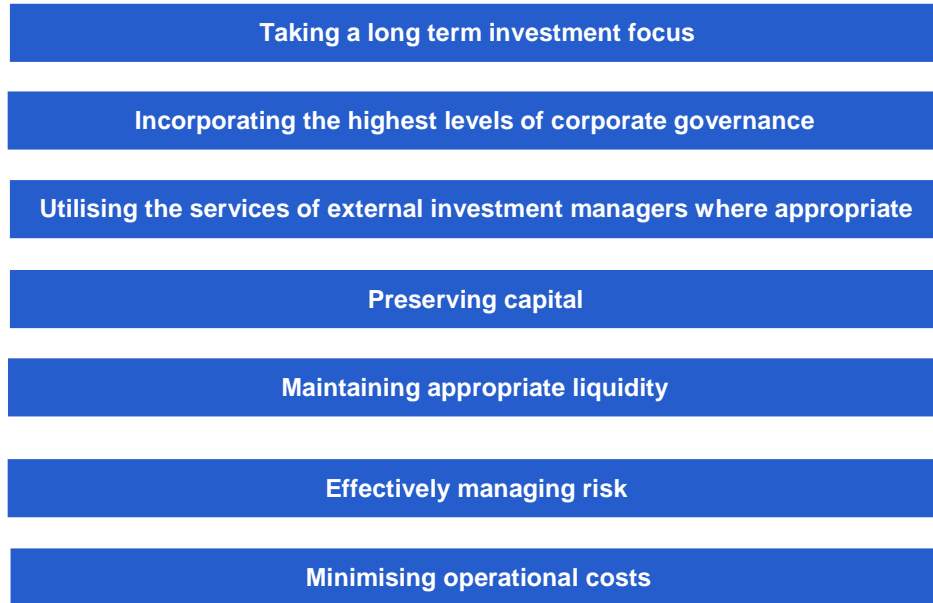 Taking a long term investment focus
Incorporating the highest levels of corporate governance
Utilising the services of external investment managers where appropriate
Preserving capital
Maintaining appropriate liquidity
Effectively managing risk
Minimising operational costs